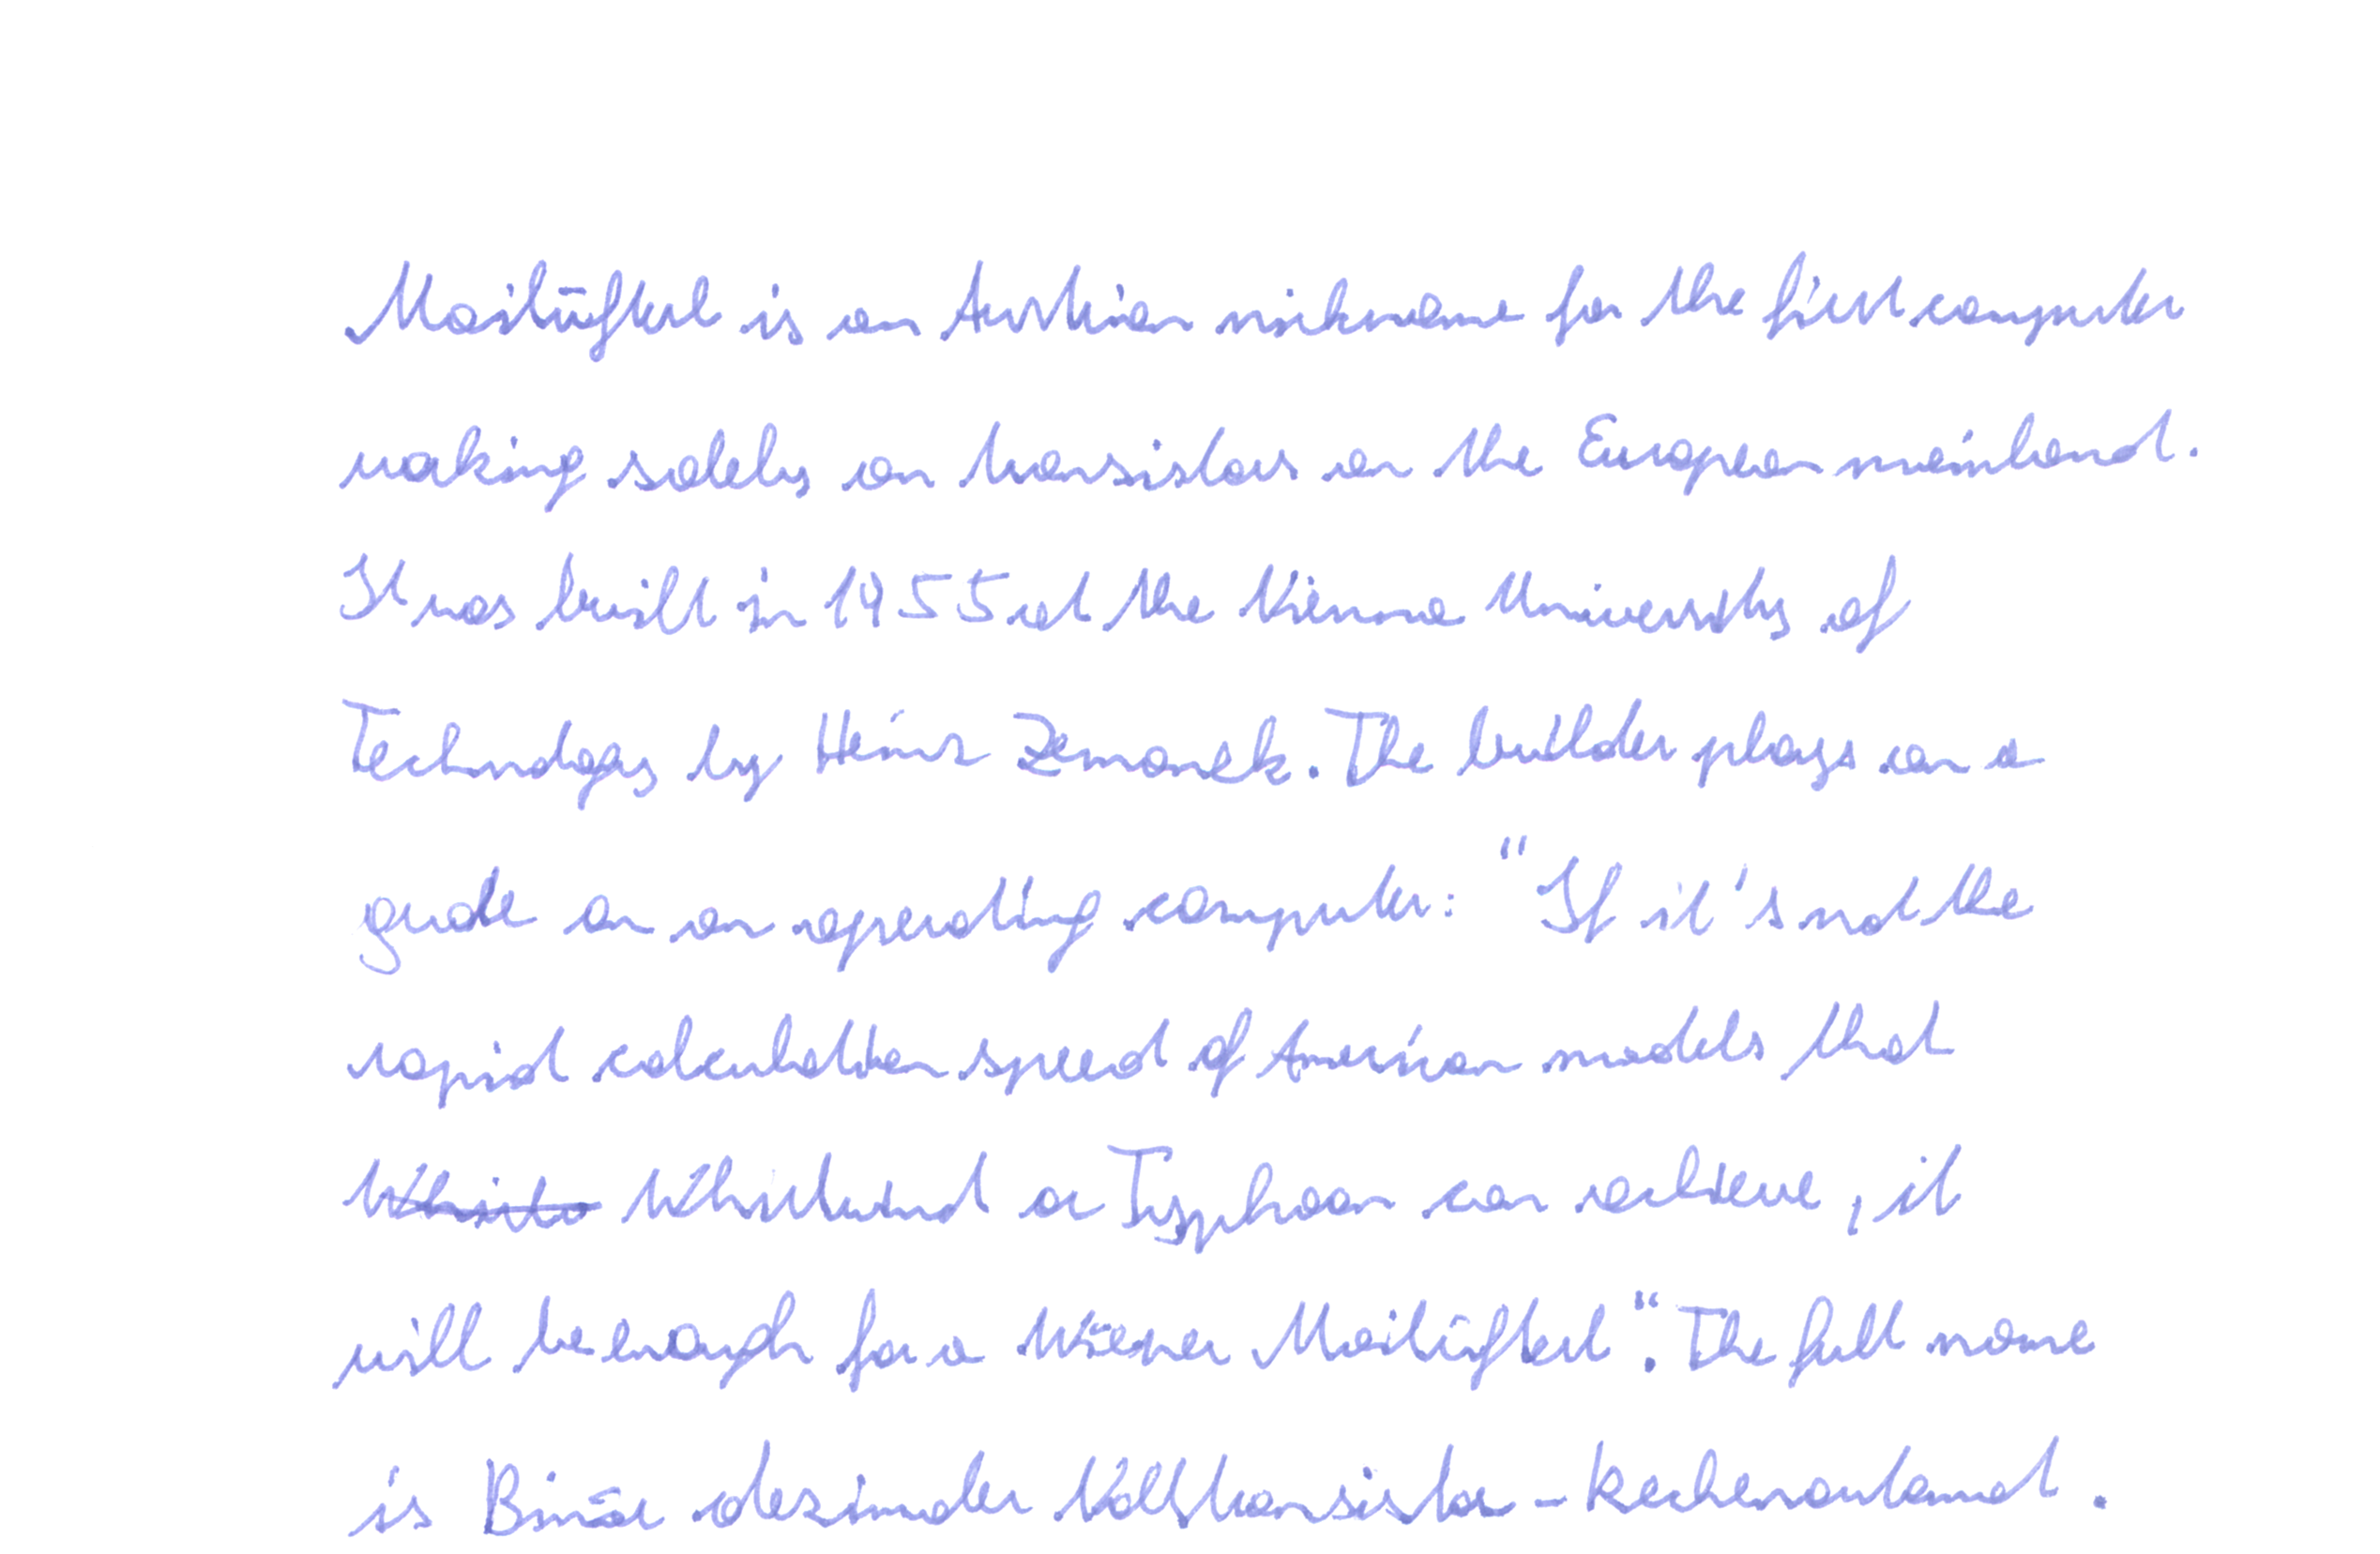 Mailüfterl is an Austrian nickname for the first computer
working solely on transistors on the European mainland.
It was built in 1955 at the Vienna University of
Technology by Heinz Zemanek. The builder plays on a
quote on an operating computer: "If it's not the
rapid calculation speed of American models that
Whirlwind or Typhoon can achieve, it
will be enough for a Wiener Mailüfterl". The full name
is Binär dezimaler Volltransistor-Rechenautomat.